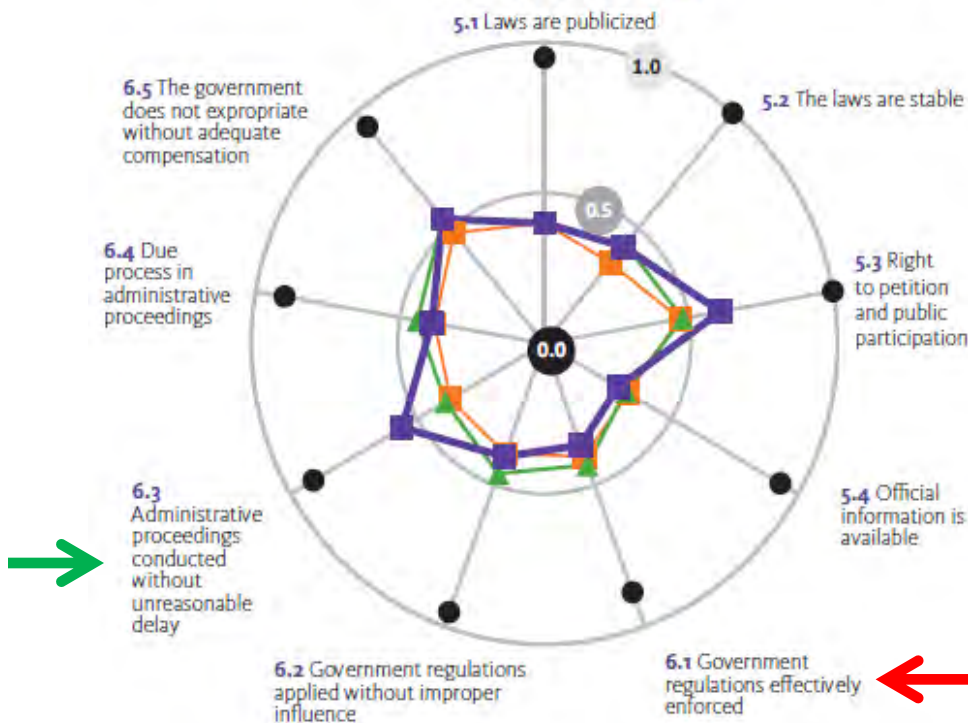 5.1 Laws are publicized
1.0
5.2 The laws are stable
6.5 The government
does not expropriate
without adequate
compensation
0.5
6.4 Due
process in
administrative
proceedings
5.3 Right
to petition
and public
participation
0.0
6.3
Administrative
proceedings
conducted
without
unreasonable
delay
5.4 Official
information is
available
6.2 Government regulations
applied without improper
influence
6.1 Government
regulations effectively
enforced